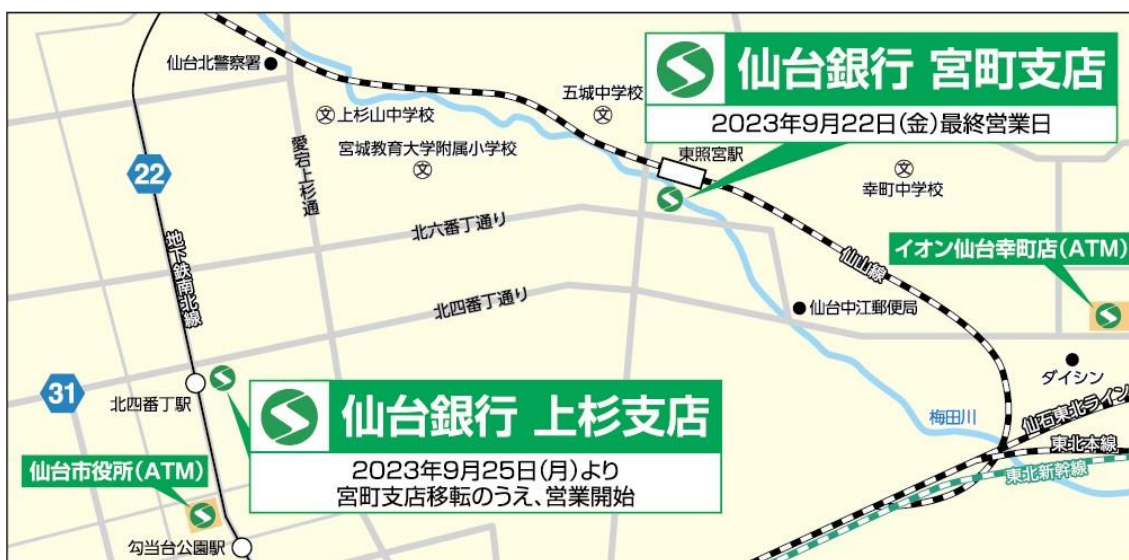 仙台北警察署
上杉山中学校
宮城教育大学附属小学校
五城中学校
仙台銀行 宮町支店
2023年9月22日(金)最終営業日
東照宮駅
幸町中学校
22
愛宕上杉通
地下鉄南北線
北六番丁通り
北四番丁通り
仙山線
イオン仙台幸町店(ATM)
仙台中江郵便局
ダイシン
31
北四番丁駅
仙台銀行 上杉支店
2023年9月25日(月)より
宮町支店移転のうえ、営業開始
梅田川
仙石東北ライン
東北本線
東北新幹線
仙台市役所(ATM)
勾当台公園駅
文
文
文
文